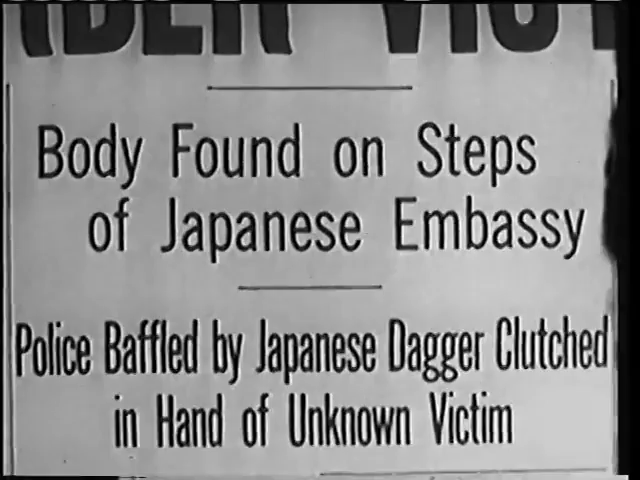 Body Found on Steps
of Japanese Embassy
Police Baffled by Japanese Dagger Clutched
in Hand of Unknown Victim